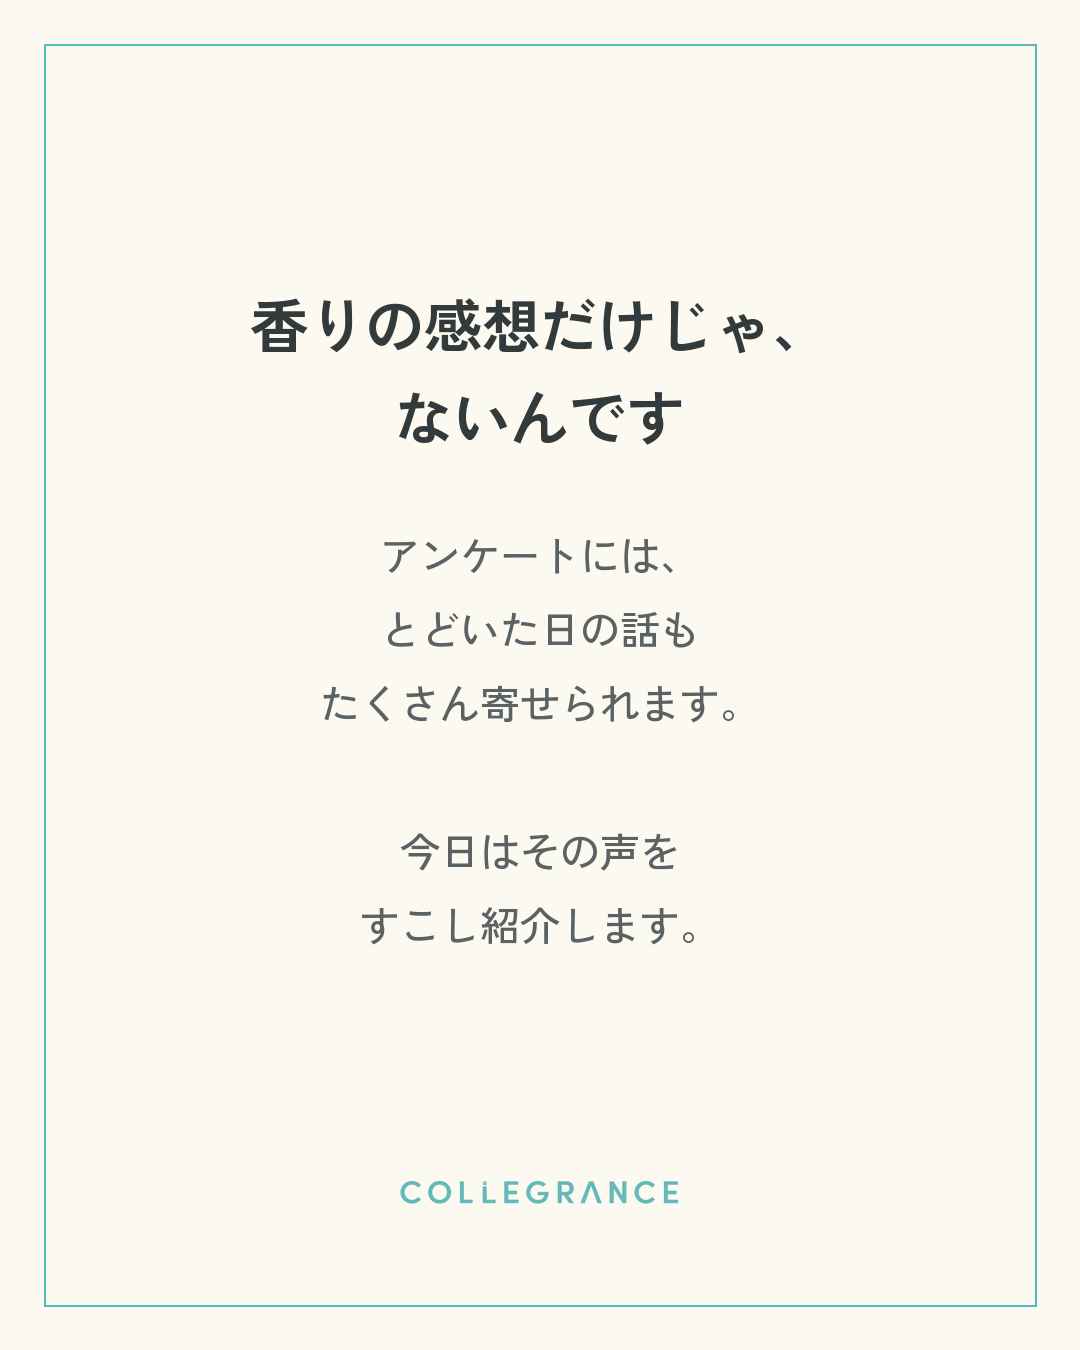 香りの感想だけじゃ、
ないんです
アンケートには、
とどいた日の話も
たくさん寄せられます。
今日はその声を
すこし紹介します。
COLLEGRANCE